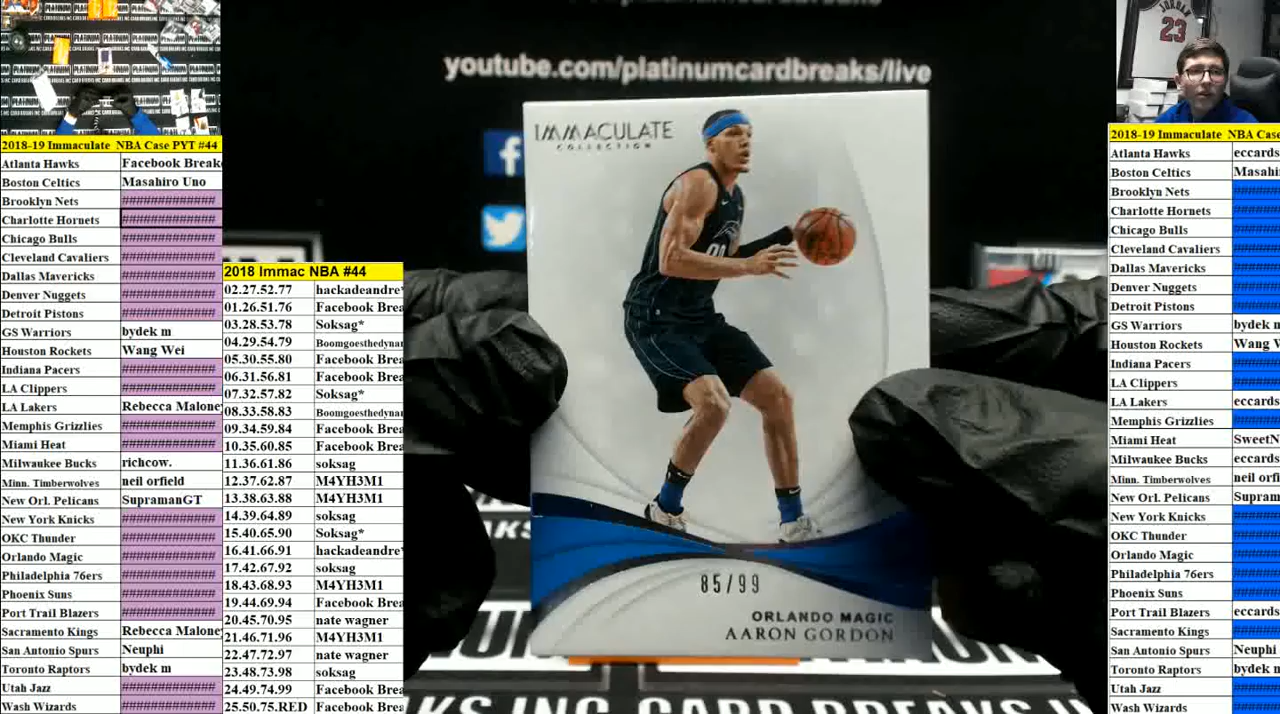 youtube.com/platinumcardbreaks/live
IMMACULATE
COLLECTION
85/99
ORLANDO MAGIC
AARON GORDON
KS INC CARD BREAKS
23
2018-19 Immaculate NBA Case PYT #44
Atlanta Hawks Facebook Break
Boston Celtics Masahiro Uno
Brooklyn Nets #############
Charlotte Hornets #############
Chicago Bulls #############
Cleveland Cavaliers #############
Dallas Mavericks #############
Denver Nuggets #############
Detroit Pistons #############
GS Warriors bydek m
Houston Rockets Wang Wei
Indiana Pacers #############
LA Clippers #############
LA Lakers Rebecca Malone
Memphis Grizzlies #############
Miami Heat #############
Milwaukee Bucks richcow.
Minn. Timberwolves neil orfield
New Orl. Pelicans SupramanGT
New York Knicks #############
OKC Thunder #############
Orlando Magic #############
Philadelphia 76ers #############
Phoenix Suns #############
Port Trail Blazers #############
Sacramento Kings Rebecca Malone
San Antonio Spurs Neuphi
Toronto Raptors bydek m
Utah Jazz #############
Wash Wizards #############
2018 Immac NBA #44
02.27.52.77 hackadeandre
01.26.51.76 Facebook Brea
03.28.53.78 Soksag*
04.29.54.79 Boomgoesthedynam
05.30.55.80 Facebook Brea
06.31.56.81 Facebook Brea
07.32.57.82 Soksag*
08.33.58.83 Boomgoesthedynam
09.34.59.84 Facebook Brea
10.35.60.85 Facebook Brea
11.36.61.86 soksag
12.37.62.87 M4YH3M1
13.38.63.88 M4YH3M1
14.39.64.89 soksag
15.40.65.90 Soksag*
16.41.66.91 hackadeandre
17.42.67.92 soksag
18.43.68.93 M4YH3M1
19.44.69.94 Facebook Brea
20.45.70.95 nate wagner
21.46.71.96 M4YH3M1
22.47.72.97 nate wagner
23.48.73.98 soksag
24.49.74.99 Facebook Brea
25.50.75.RED Facebook Brea
2018-19 Immaculate NBA Case
Atlanta Hawks eccards
Boston Celtics Masahi
Brooklyn Nets #######
Charlotte Hornets #######
Chicago Bulls #######
Cleveland Cavaliers #######
Dallas Mavericks #######
Denver Nuggets #######
Detroit Pistons #######
GS Warriors bydek m
Houston Rockets Wang W
Indiana Pacers #######
LA Clippers #######
LA Lakers eccards
Memphis Grizzlies #######
Miami Heat SweetN
Milwaukee Bucks eccards
Minn. Timberwolves neil orfi
New Orl. Pelicans Supram
New York Knicks #######
OKC Thunder #######
Orlando Magic #######
Philadelphia 76ers #######
Phoenix Suns #######
Port Trail Blazers eccards
Sacramento Kings #######
San Antonio Spurs Neuphi
Toronto Raptors bydek m
Utah Jazz #######
Wash Wizards #######